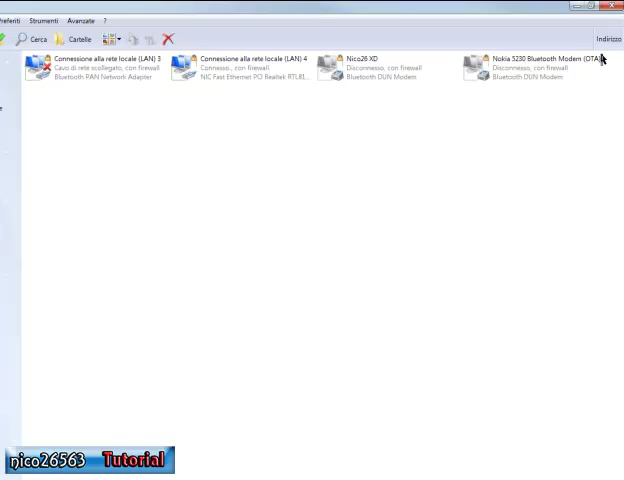 Preferiti Strumenti Avanzate ?
Cerca Cartelle Indirizzo
Connessione alla rete locale (LAN) 3
Cavo di rete scollegato, con firewall
Bluetooth PAN Network Adapter
Connessione alla rete locale (LAN) 4
Connesso, con firewall
NIC Fast Ethernet PCI Realtek RTL81...
Nico26 XD
Disconnesso, con firewall
Bluetooth DUN Modem
Nokia 5230 Bluetooth Modem (OTA)
Disconnesso, con firewall
Bluetooth DUN Modem
nico26563 Tutorial